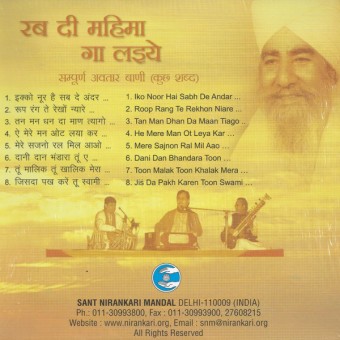 रब दी महिमा
गा लइये
सम्पुर्ण अवतार बाणी (कुछ शब्द)
1. इक्को नूर है सब दे अंदर ...
2. रूप रंग ते रेखों न्यारे ...
3. तन मन धन दा माण त्यागो ...
4. ऐ मेरे मन ओट लया कर ...
5. मेरे सजनो रल मिल आओ ...
6. दानी दान भंडारा तूं ए ...
7. तूं मालिक तूं खालिक मेरा ...
8. जिसदा पख करें तू स्वामी ...
1. Iko Noor Hai Sabh De Andar ...
2. Roop Rang Te Rekhon Niare ...
3. Tan Man Dhan Da Maan Tiago ..
4. He Mere Man Ot Leya Kar ...
5. Mere Sajnon Ral Mil Aao ...
6. Dani Dan Bhandara Toon ...
7. Toon Malak Toon Khalak Mera ...
8. Jis Da Pakh Karen Toon Swami ...
SANT NIRANKARI MANDAL DELHI-110009 (INDIA)
Ph.: 011-30993800, Fax : 011-30993900, 27608215
Website : www.nirankari.org, Email : snm@nirankari.org
All Rights Reserved